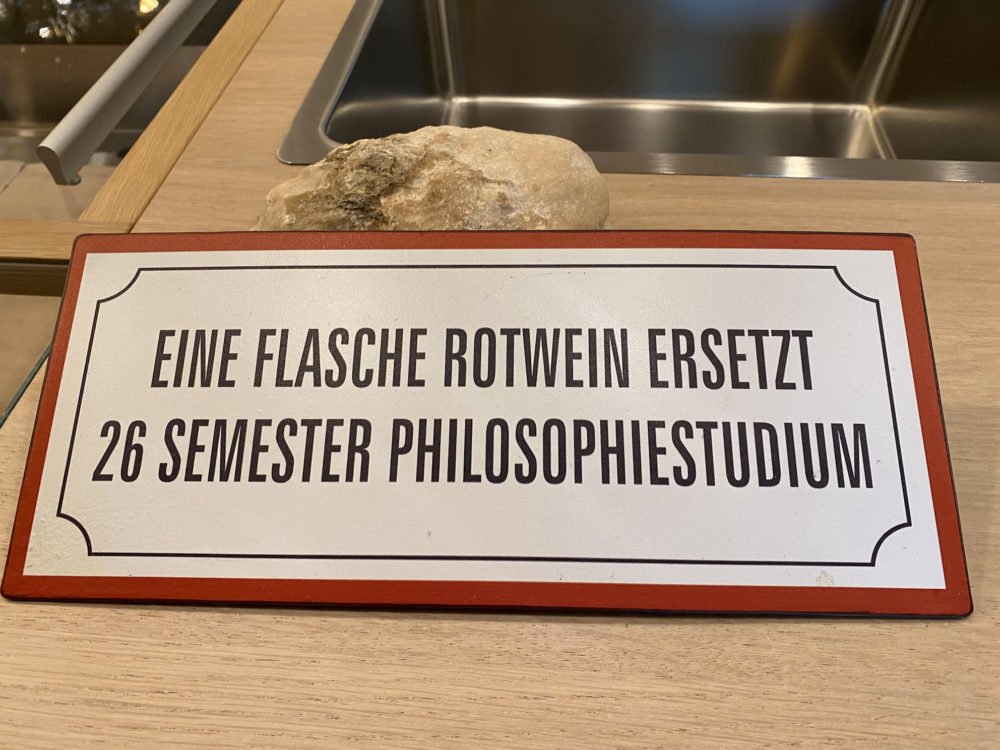 EINE FLASCHE ROTWEIN ERSETZT
26 SEMESTER PHILOSOPHIESTUDIUM